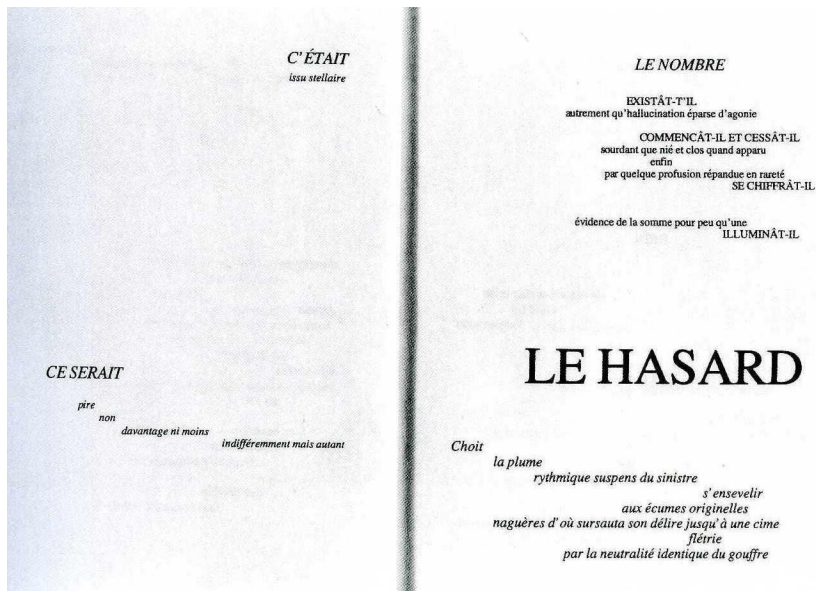 C'ÉTAIT
issu stellaire
CE SERAIT
pire
non
davantage ni moins
indifféremment mais autant
LE NOMBRE
EXISTÂT-T'IL
autrement qu'hallucination éparse d'agonie
COMMENCÂT-IL ET CESSÂT-IL
sourdant que nié et clos quand apparu
enfin
par quelque profusion répandue en rareté
SE CHIFFRÂT-IL
évidence de la somme pour peu qu'une
ILLUMINÂT-IL
LE HASARD
Choit
la plume
rythmique suspens du sinistre
s'ensevelir
aux écumes originelles
naguères d'où sursauta son délire jusqu'à une cime
flétrie
par la neutralité identique du gouffre